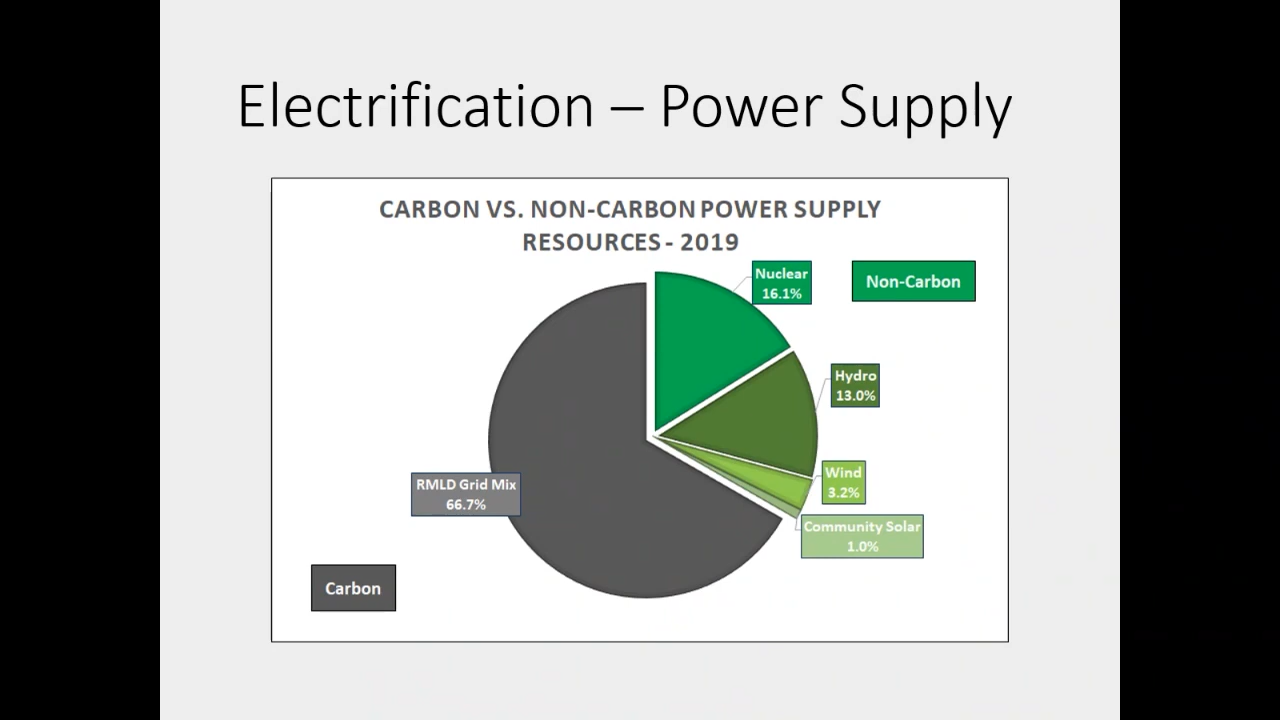 Electrification – Power Supply
CARBON VS. NON-CARBON POWER SUPPLY
RESOURCES - 2019
Nuclear
16.1%
Non-Carbon
Hydro
13.0%
Wind
3.2%
RMLD Grid Mix
66.7%
Community Solar
1.0%
Carbon